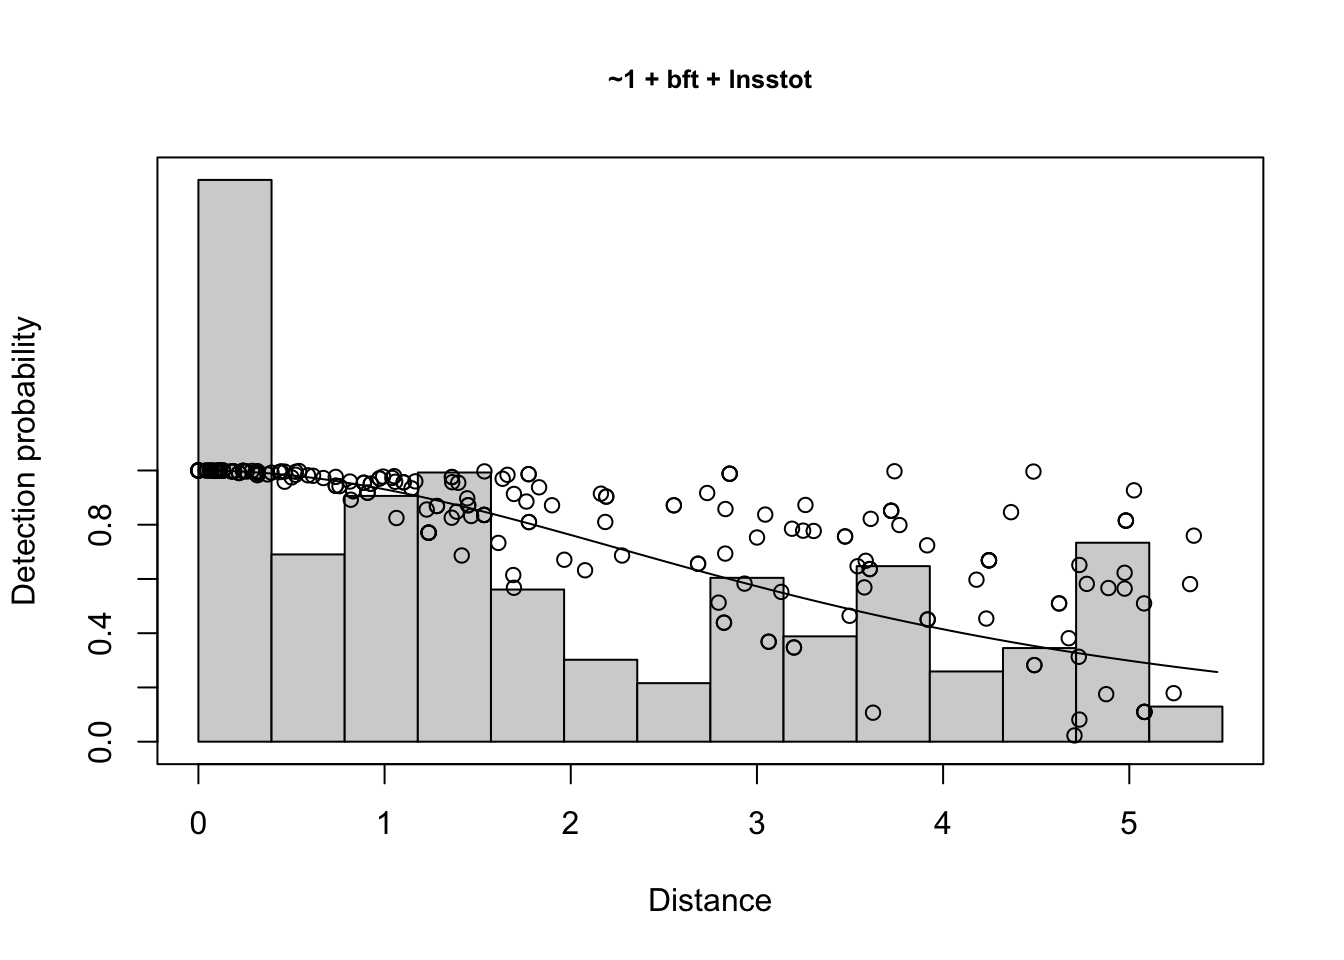 ~1 + bft + lnsstot
Detection probability
0.8
0.4
0.0
0 1 2 3 4 5
Distance